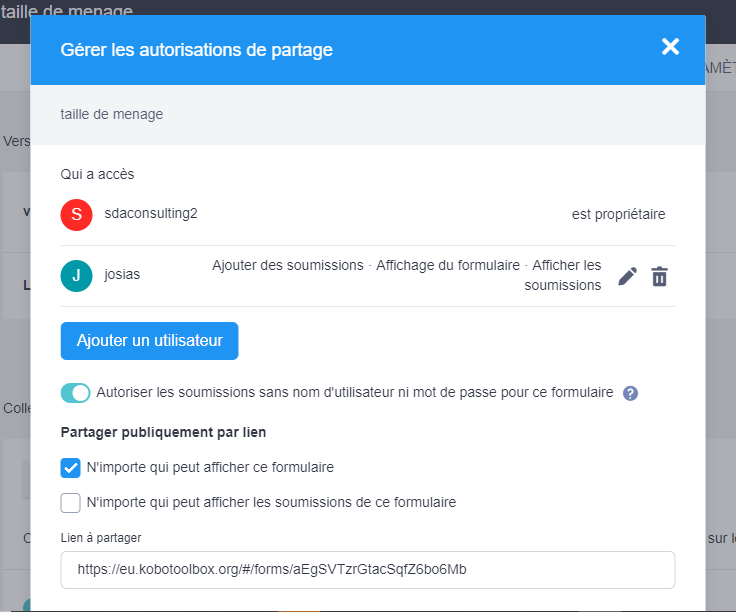 taille de menage
Gérer les autorisations de partage
taille de menage
Vers
Qui a accès
S sdaconsulting2 est propriétaire
J josias Ajouter des soumissions · Affichage du formulaire · Afficher les
soumissions
Ajouter un utilisateur
Autoriser les soumissions sans nom d'utilisateur ni mot de passe pour ce formulaire ?
Colle
Partager publiquement par lien
N'importe qui peut afficher ce formulaire
N'importe qui peut afficher les soumissions de ce formulaire
Lien à partager
sur le
https://eu.kobotoolbox.org/#/forms/aEgSVTzrGtacSqfZ6bo6Mb